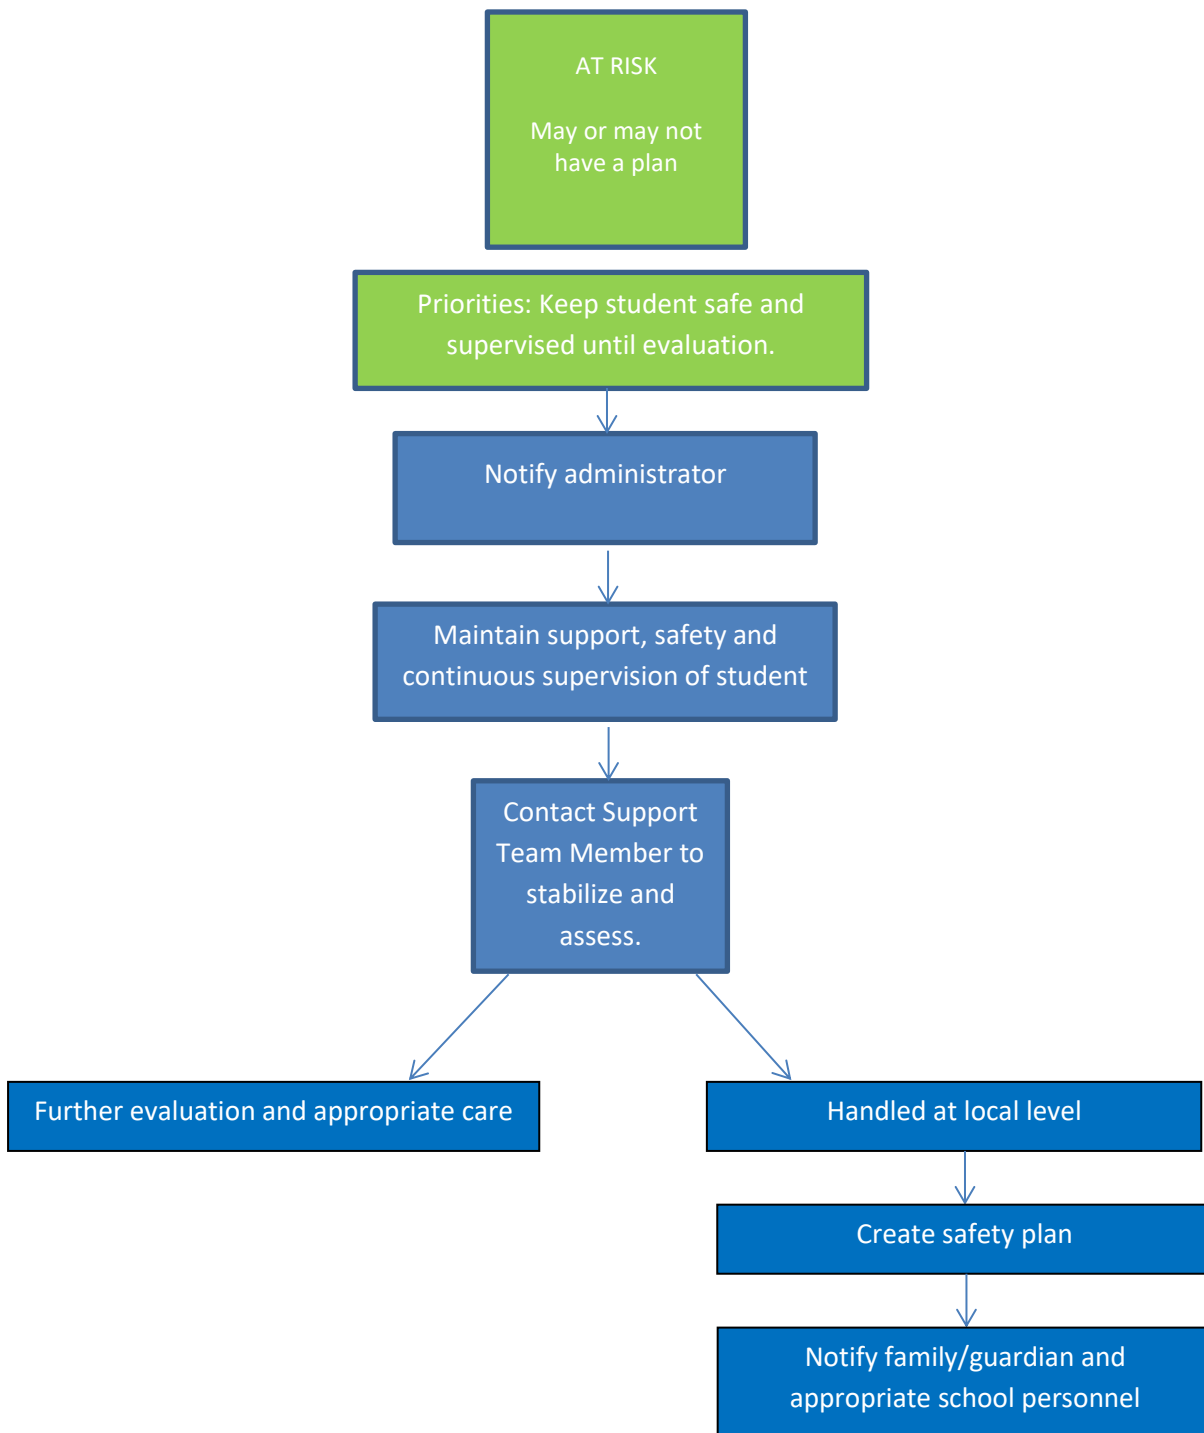 AT RISK
May or may not
have a plan
Priorities: Keep student safe and
supervised until evaluation.
Notify administrator
Maintain support, safety and
continuous supervision of student
Contact Support
Team Member to
stabilize and
assess.
Further evaluation and appropriate care
Handled at local level
Create safety plan
Notify family/guardian and
appropriate school personnel